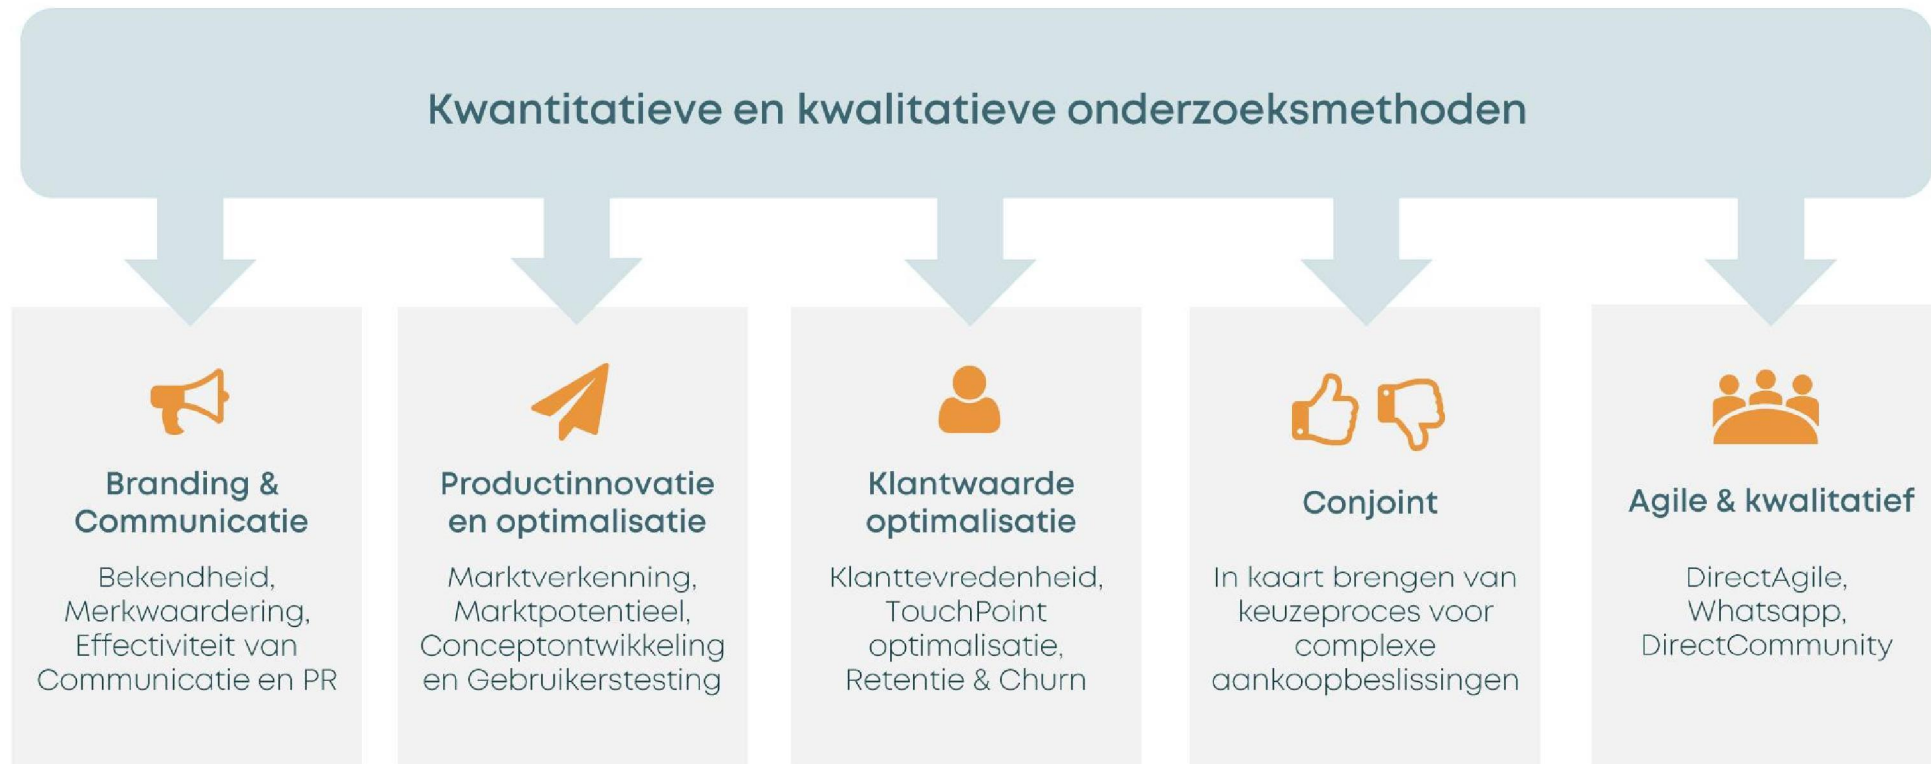 Kwantitatieve en kwalitatieve onderzoeksmethoden
Branding &
Communicatie
Bekendheid,
Merkwaardering,
Effectiviteit van
Communicatie en PR
Productinnovatie
en optimalisatie
Marktverkenning,
Marktpotentieel,
Conceptontwikkeling
en Gebruikerstesting
Klantwaarde
optimalisatie
Klanttevredenheid,
TouchPoint
optimalisatie,
Retentie & Churn
Conjoint
In kaart brengen van
keuzeproces voor
complexe
aankoopbeslissingen
Agile & kwalitatief
DirectAgile,
Whatsapp,
DirectCommunity